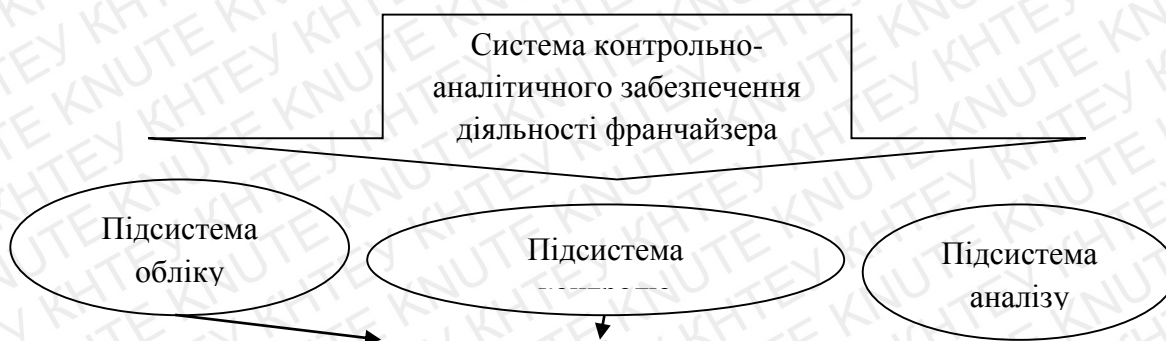 Система контрольно-
аналітичного забезпечення
діяльності франчайзера
Підсистема
обліку
Підсистема
Підсистема
аналізу